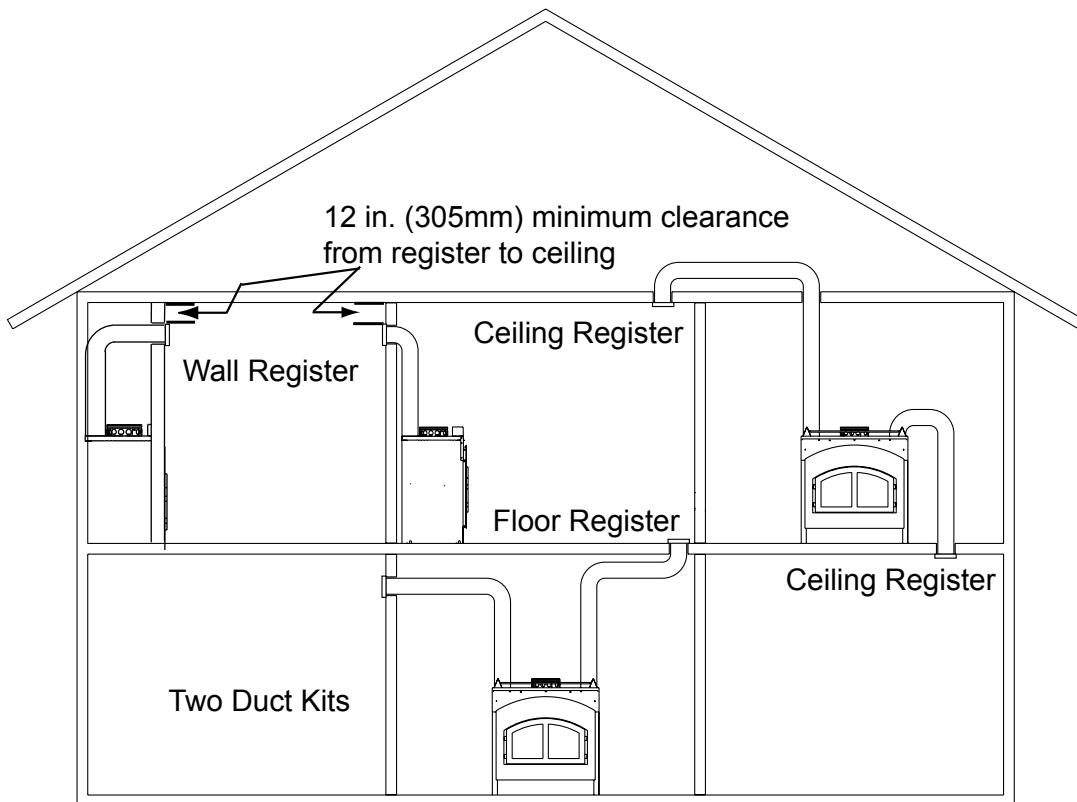 12 in. (305mm) minimum clearance
from register to ceiling
Ceiling Register
Wall Register
Floor Register
Ceiling Register
Two Duct Kits